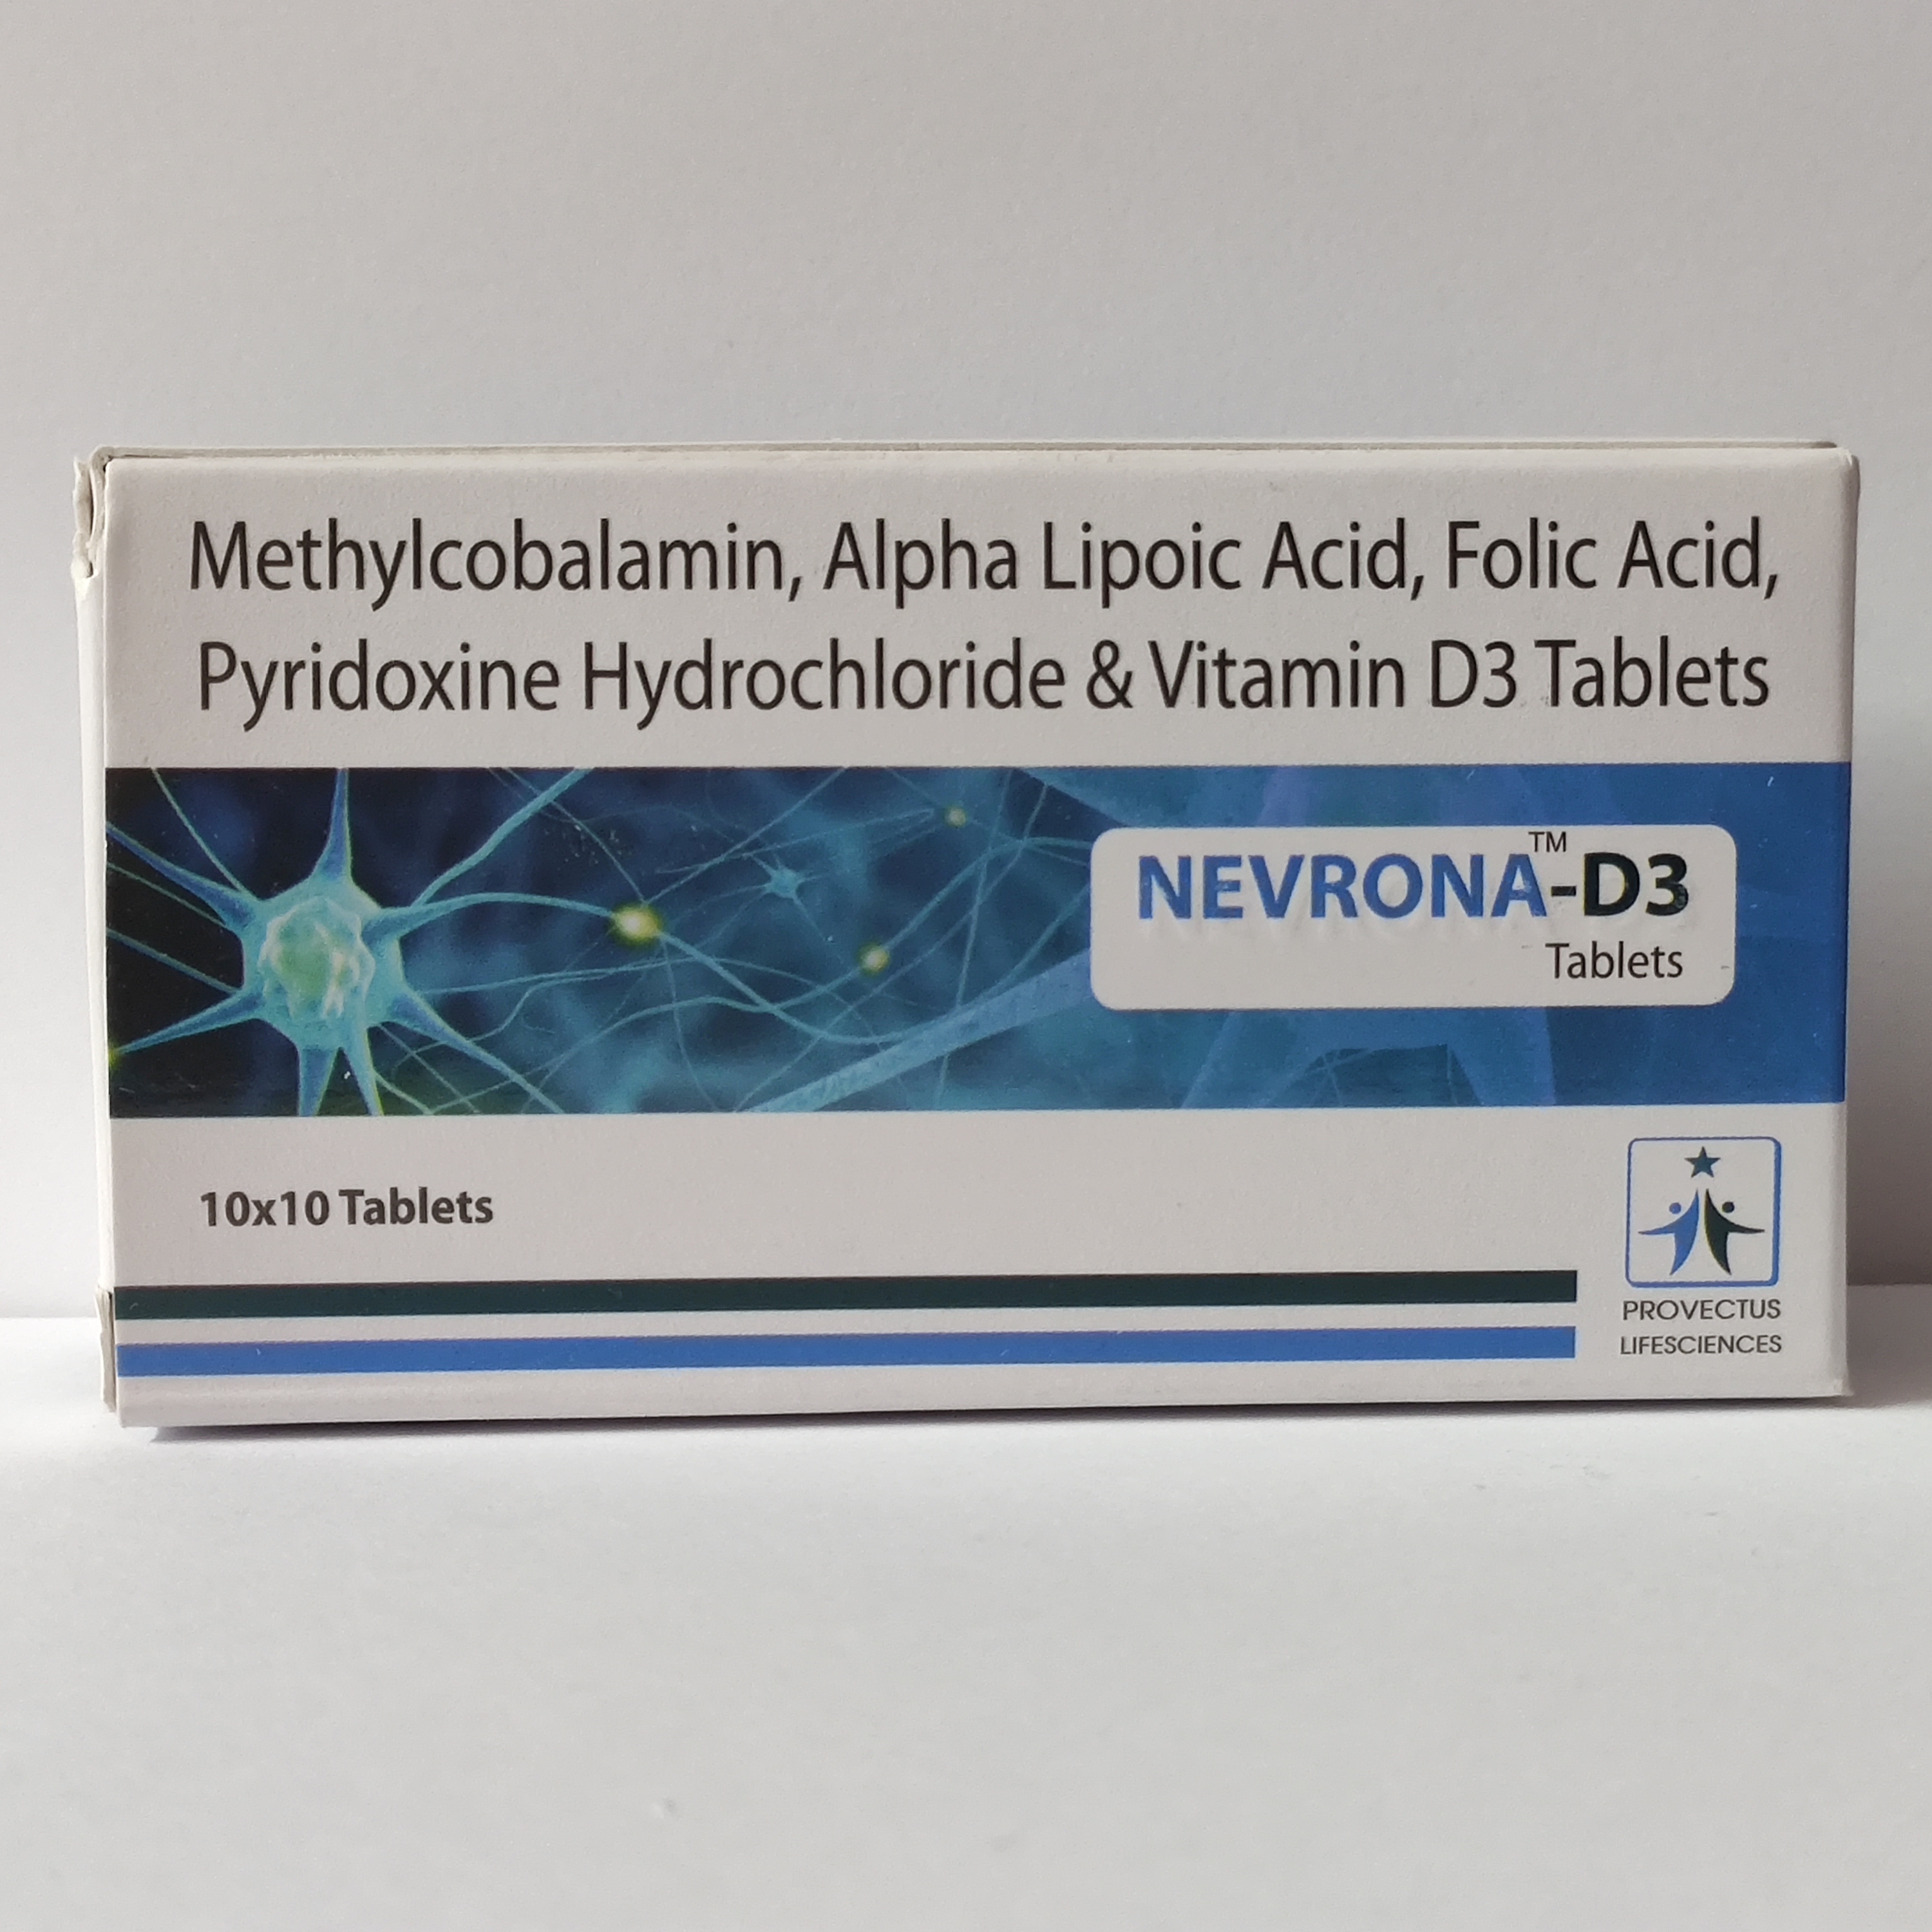 Methylcobalamin, Alpha Lipoic Acid, Folic Acid,
Pyridoxine Hydrochloride & Vitamin D3 Tablets
NEVRONA™-D3
Tablets
10x10 Tablets
PROVECTUS
LIFESCIENCES